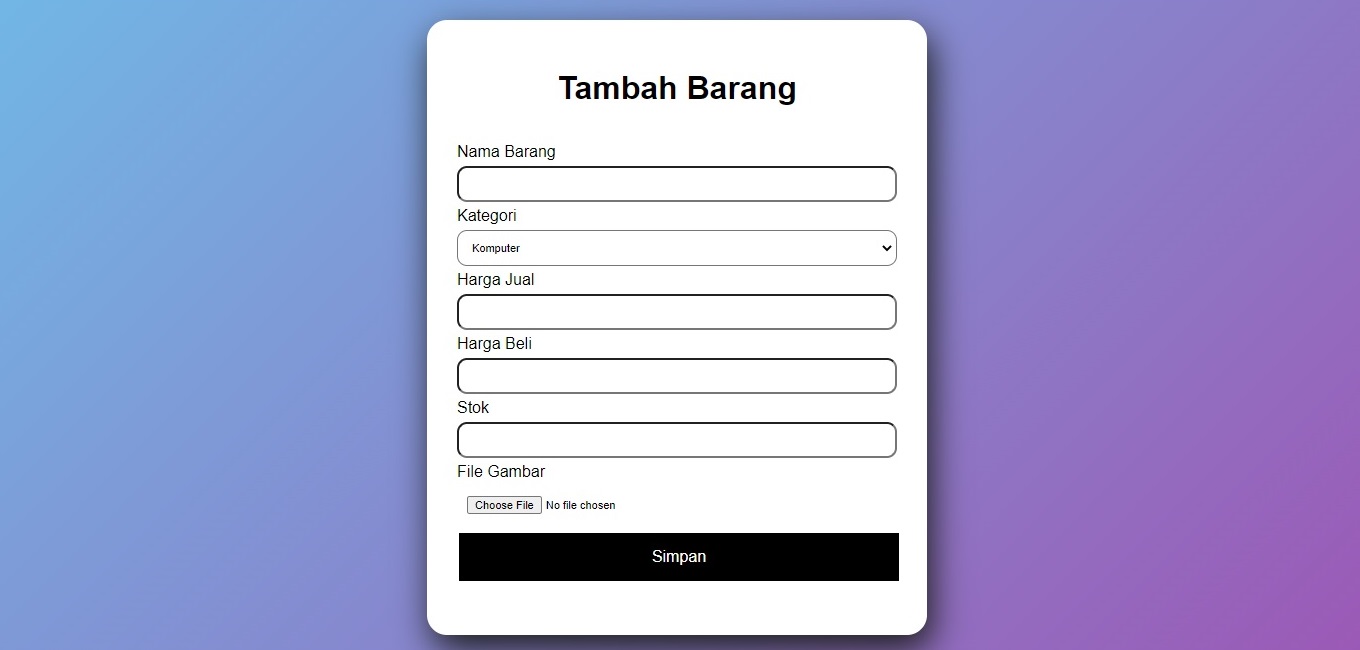 Tambah Barang
Nama Barang
Kategori
Komputer
Harga Jual
Harga Beli
Stok
File Gambar
Choose File No file chosen
Simpan